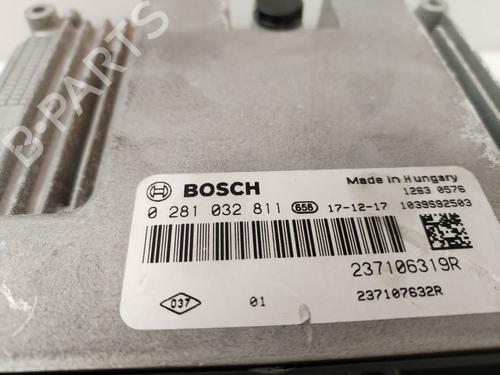 B-PARTS
BOSCH
Made in Hungary
1263 0576
0 281 032 811 658 17-12-17 1039S92503
237106319R
037 01 237107632R